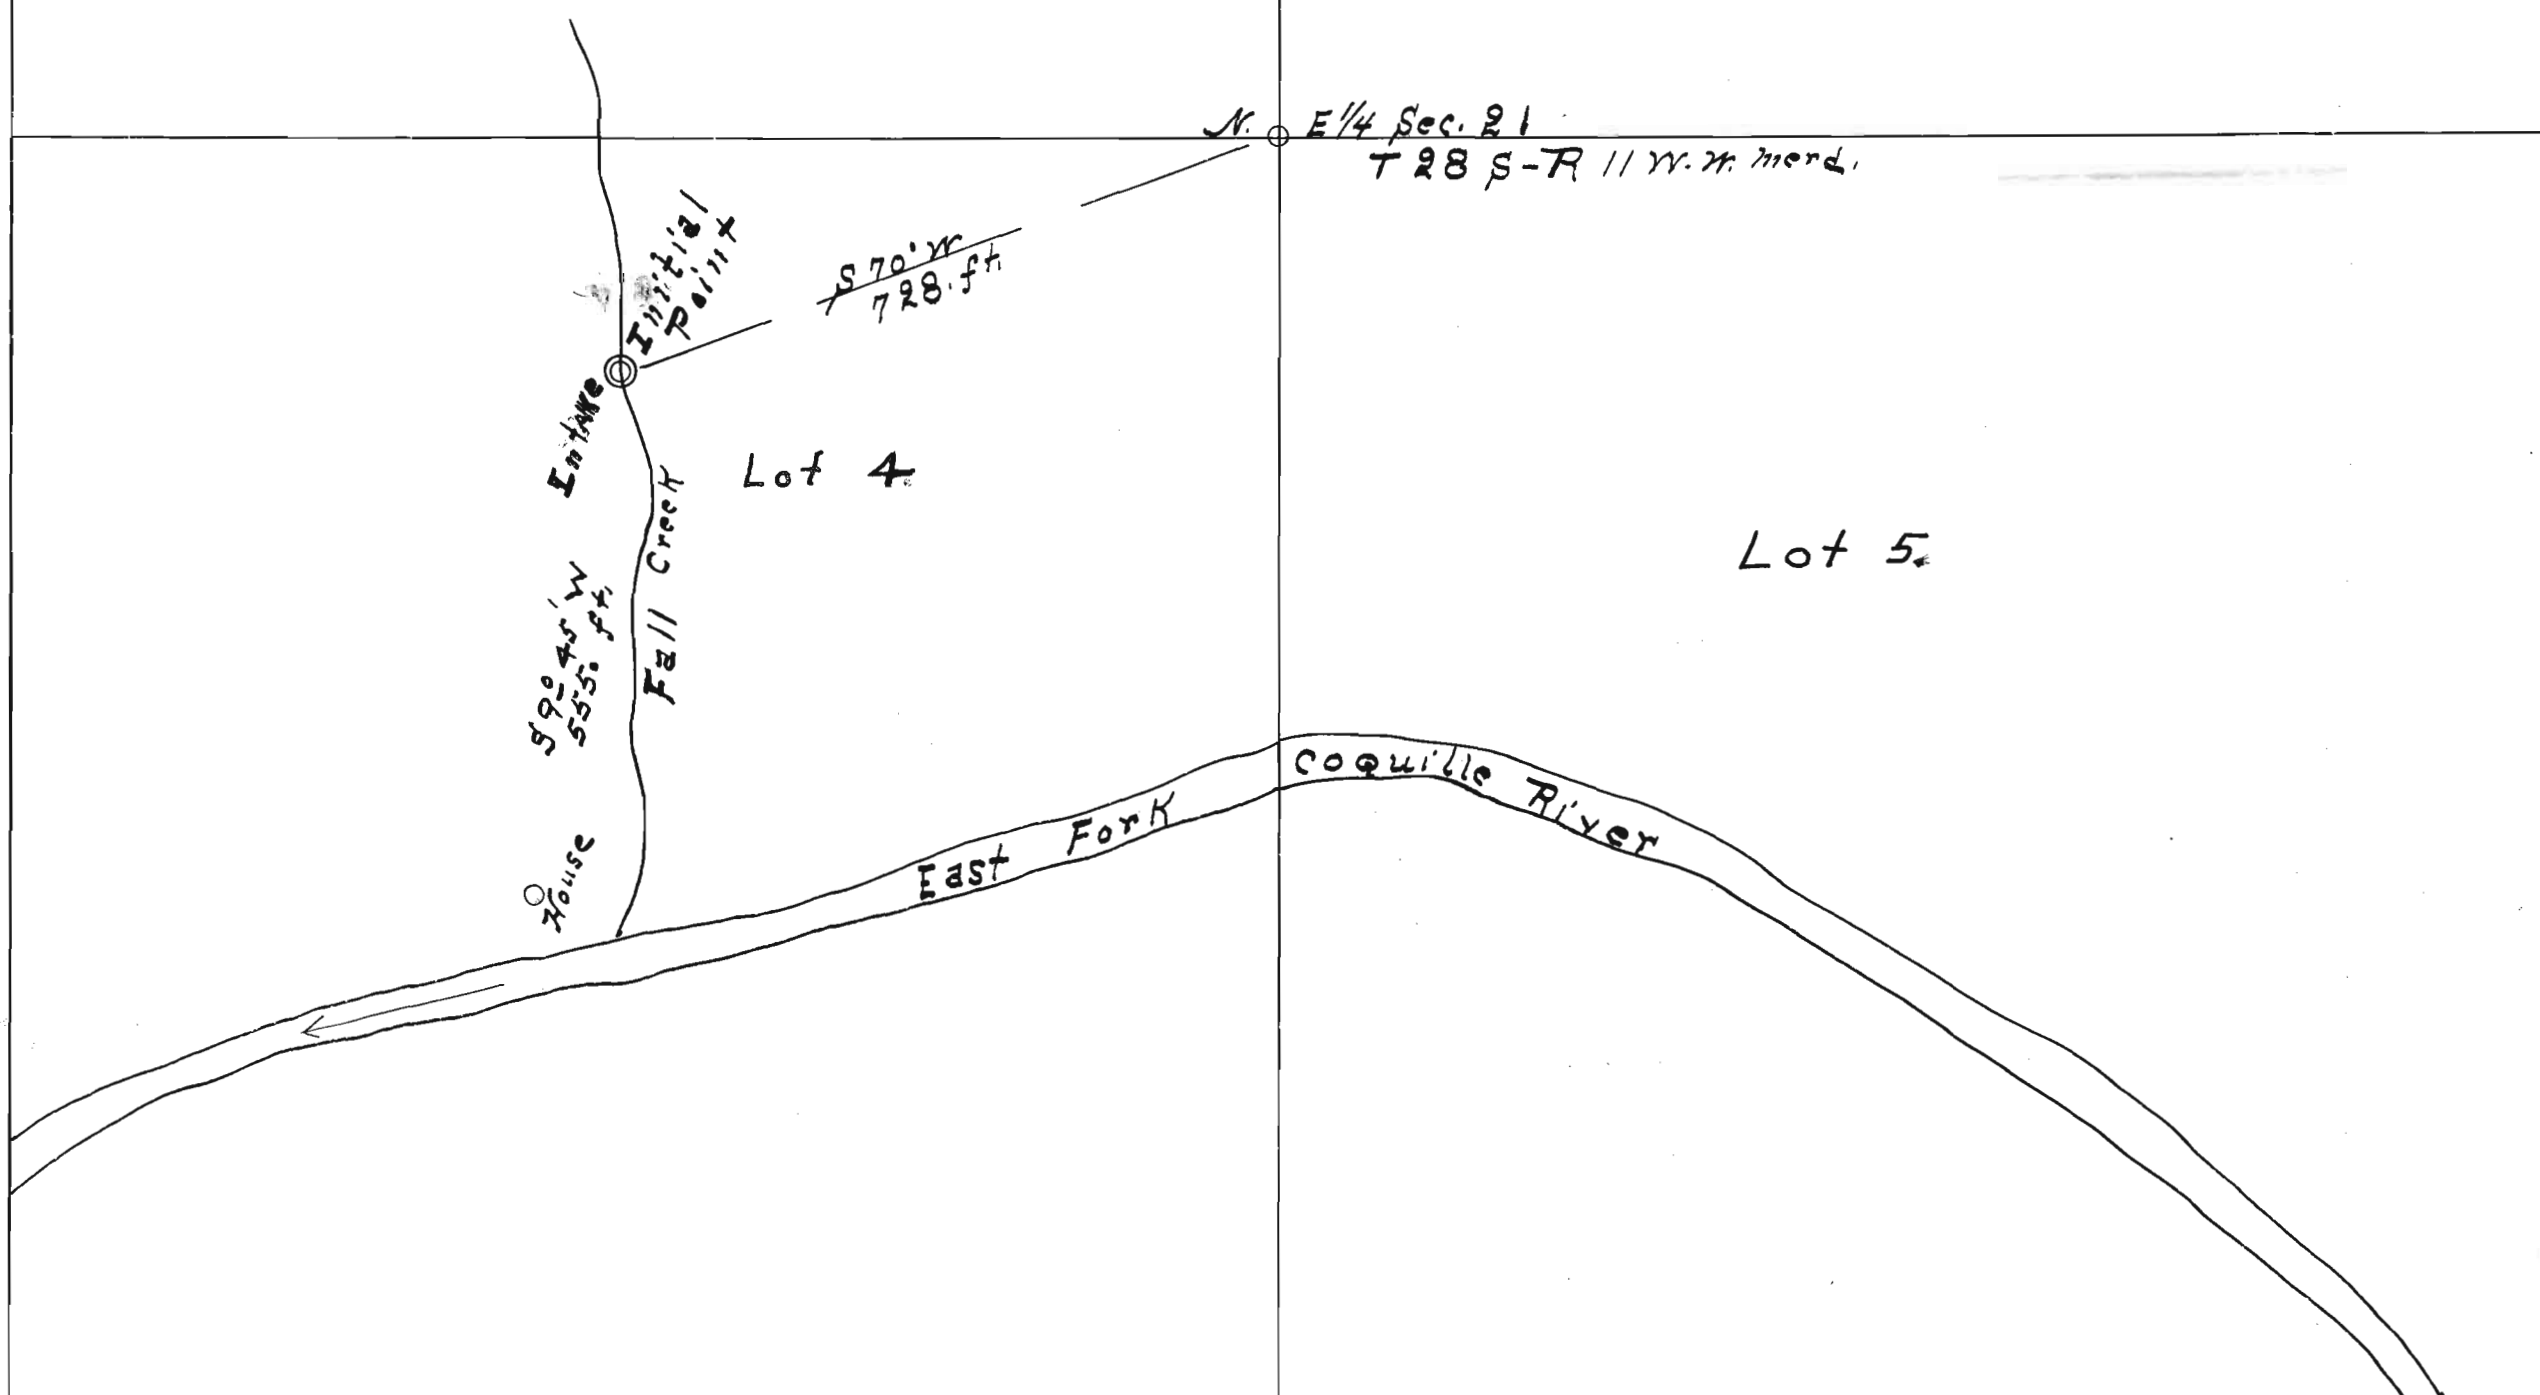 N. E 1/4 Sec. 21
T 28 S - R 11 W. W. Merd.
Initial
Point
S 70° W
728. ft.
Intake
Lot 4.
Fall Creek
Lot 5.
S 9° 45' W
555. ft.
House
East Fork Coquille River